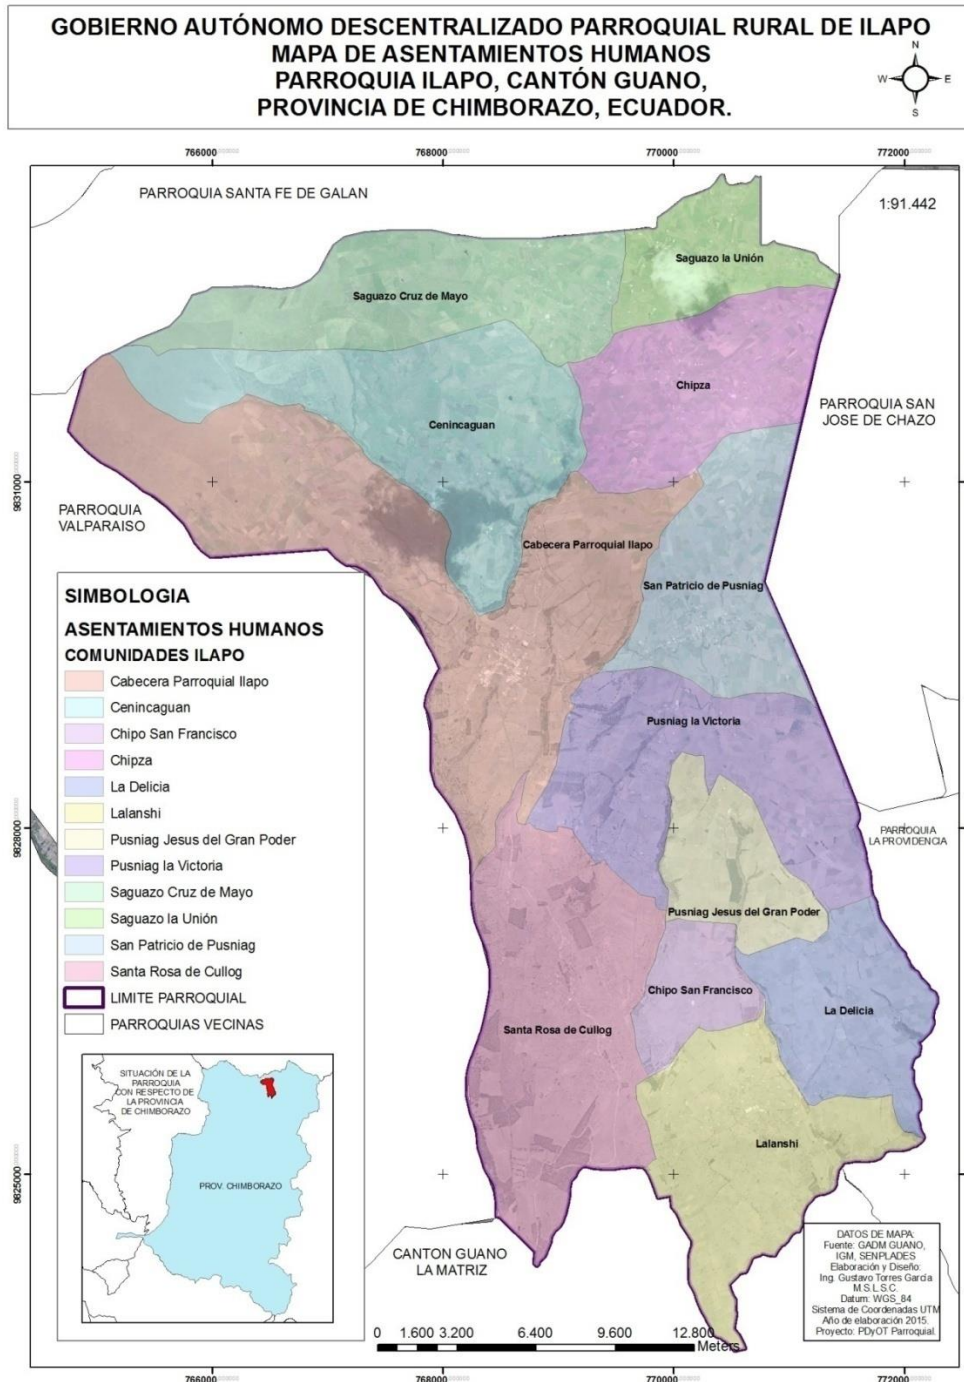 GOBIERNO AUTÓNOMO DESCENTRALIZADO PARROQUIAL RURAL DE ILAPO
MAPA DE ASENTAMIENTOS HUMANOS
PARROQUIA ILAPO, CANTÓN GUANO,
PROVINCIA DE CHIMBORAZO, ECUADOR.
N
W E
S
766000 768000 770000 772000
PARROQUIA SANTA FE DE GALAN
1:91.442
Saguazo la Unión
Saguazo Cruz de Mayo
Chipza
PARROQUIA SAN
JOSE DE CHAZO
Cenincaguan
9831000
PARROQUIA
VALPARAISO
Cabecera Parroquial Ilapo
San Patricio de Pusniag
Pusniag la Victoria
9828000
PARROQUIA
LA PROVIDENCIA
Pusniag Jesus del Gran Poder
Chipo San Francisco
La Delicia
Santa Rosa de Cullog
Lalanshi
9825000
CANTON GUANO
LA MATRIZ
SIMBOLOGIA
ASENTAMIENTOS HUMANOS
COMUNIDADES ILAPO
Cabecera Parroquial Ilapo
Cenincaguan
Chipo San Francisco
Chipza
La Delicia
Lalanshi
Pusniag Jesus del Gran Poder
Pusniag la Victoria
Saguazo Cruz de Mayo
Saguazo la Unión
San Patricio de Pusniag
Santa Rosa de Cullog
LIMITE PARROQUIAL
PARROQUIAS VECINAS
SITUACIÓN DE LA
PARROQUIA
CON RESPECTO DE
LA PROVINCIA
DE CHIMBORAZO
PROV. CHIMBORAZO
DATOS DE MAPA:
Fuente: GADM GUANO,
IGM, SENPLADES
Elaboración y Diseño:
Ing. Gustavo Torres García
M.S.L.S.C.
Datum: WGS_84
Sistema de Coordenadas UTM
Año de elaboración 2015.
Proyecto: PDyOT Parroquial.
0 1.600 3.200 6.400 9.600 12.800
Meters
766000 768000 770000 772000